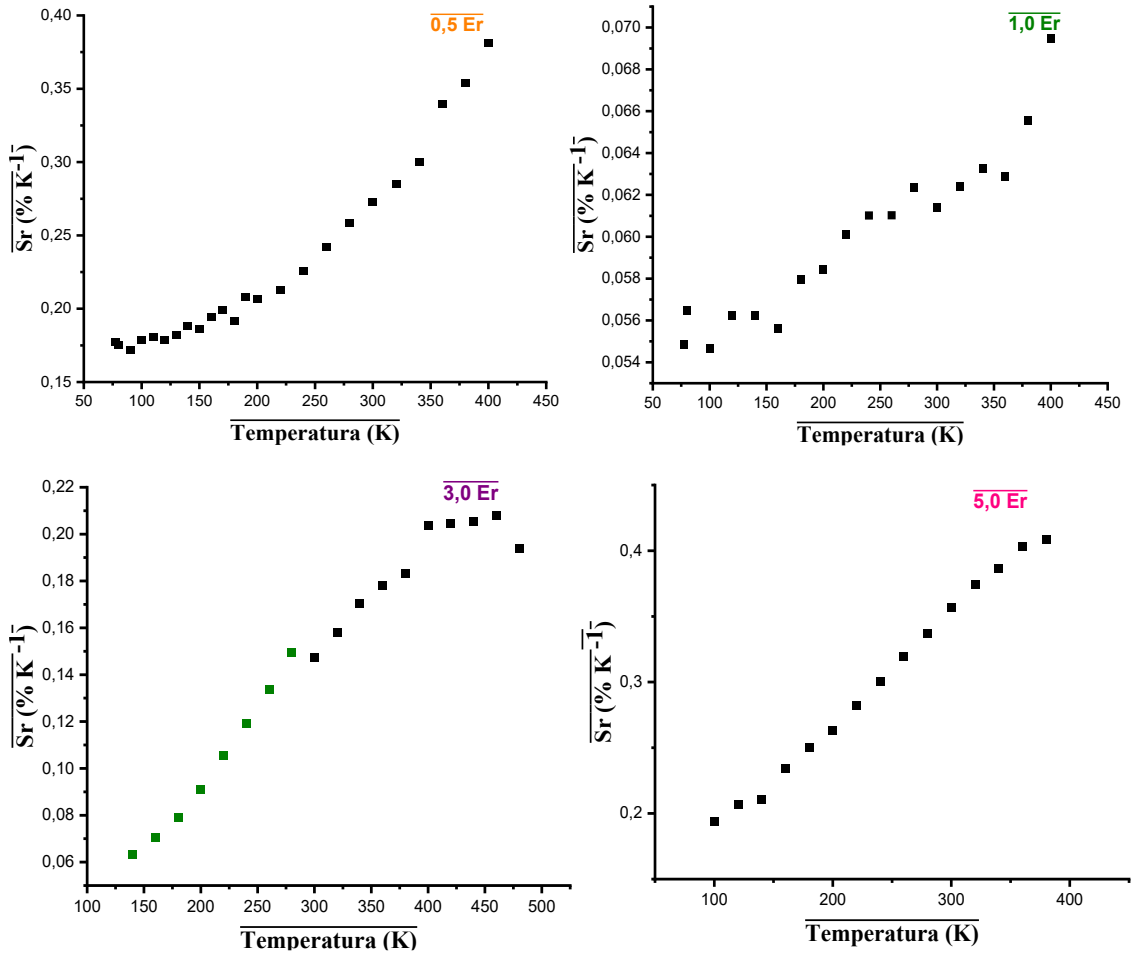 0,5 Er
0,40
0,35
0,30
0,25
0,20
0,15
50 100 150 200 250 300 350 400 450
Sr (% K-1)
Temperatura (K)
1,0 Er
0,070
0,068
0,066
0,064
0,062
0,060
0,058
0,056
0,054
50 100 150 200 250 300 350 400 450
Sr (% K-1)
Temperatura (K)
3,0 Er
0,22
0,20
0,18
0,16
0,14
0,12
0,10
0,08
0,06
100 150 200 250 300 350 400 450 500
Sr (% K-1)
Temperatura (K)
5,0 Er
0,4
0,3
0,2
100 200 300 400
Sr (% K-1)
Temperatura (K)